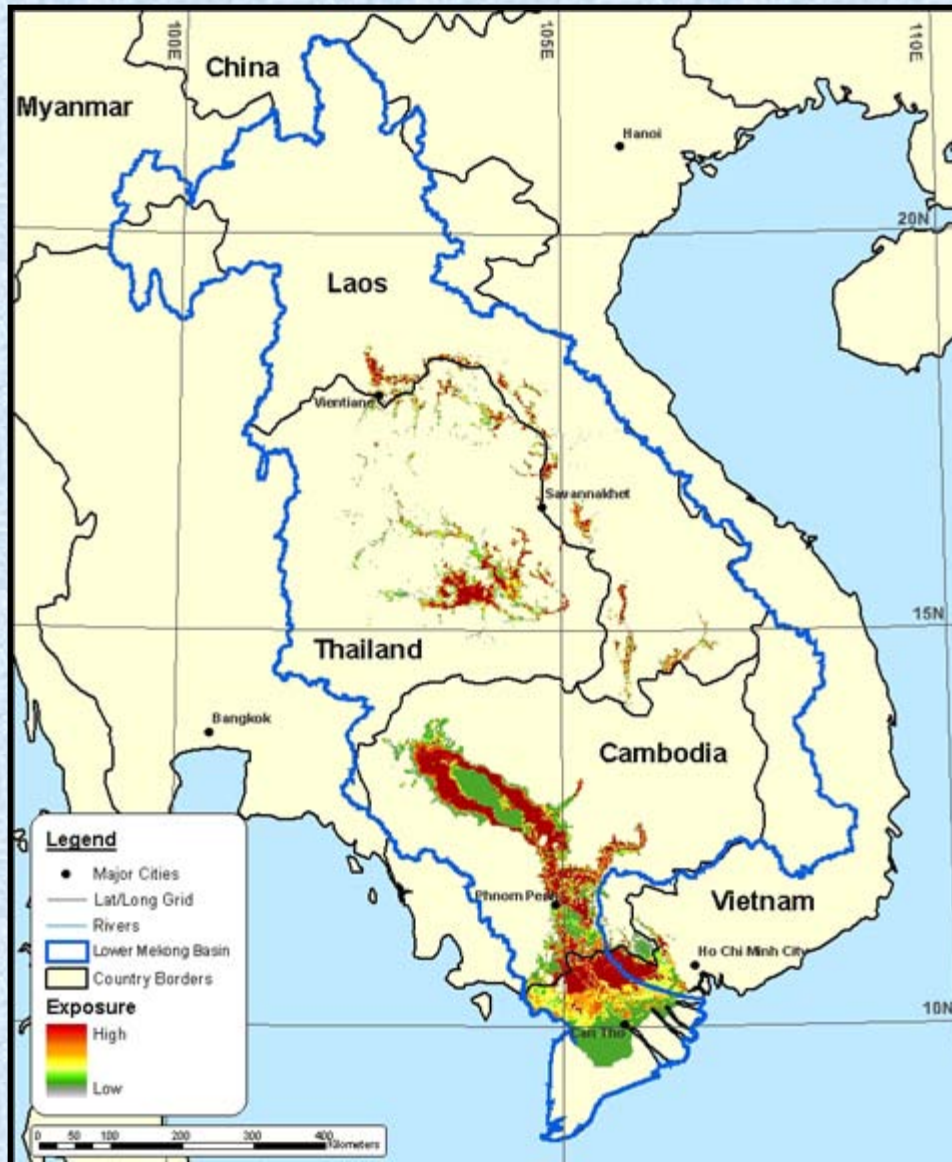 100E
105E
110E
China
Myanmar
Hanoi
20N
Laos
Vientiane
Savannakhet
15N
Thailand
Bangkok
Cambodia
Phnom Penh
Vietnam
Ho Chi Minh City
10N
Can Tho
Legend
Major Cities
Lat/Long Grid
Rivers
Lower Mekong Basin
Country Borders
Exposure
High
Low
0 50 100 200 300 400
Kilometers